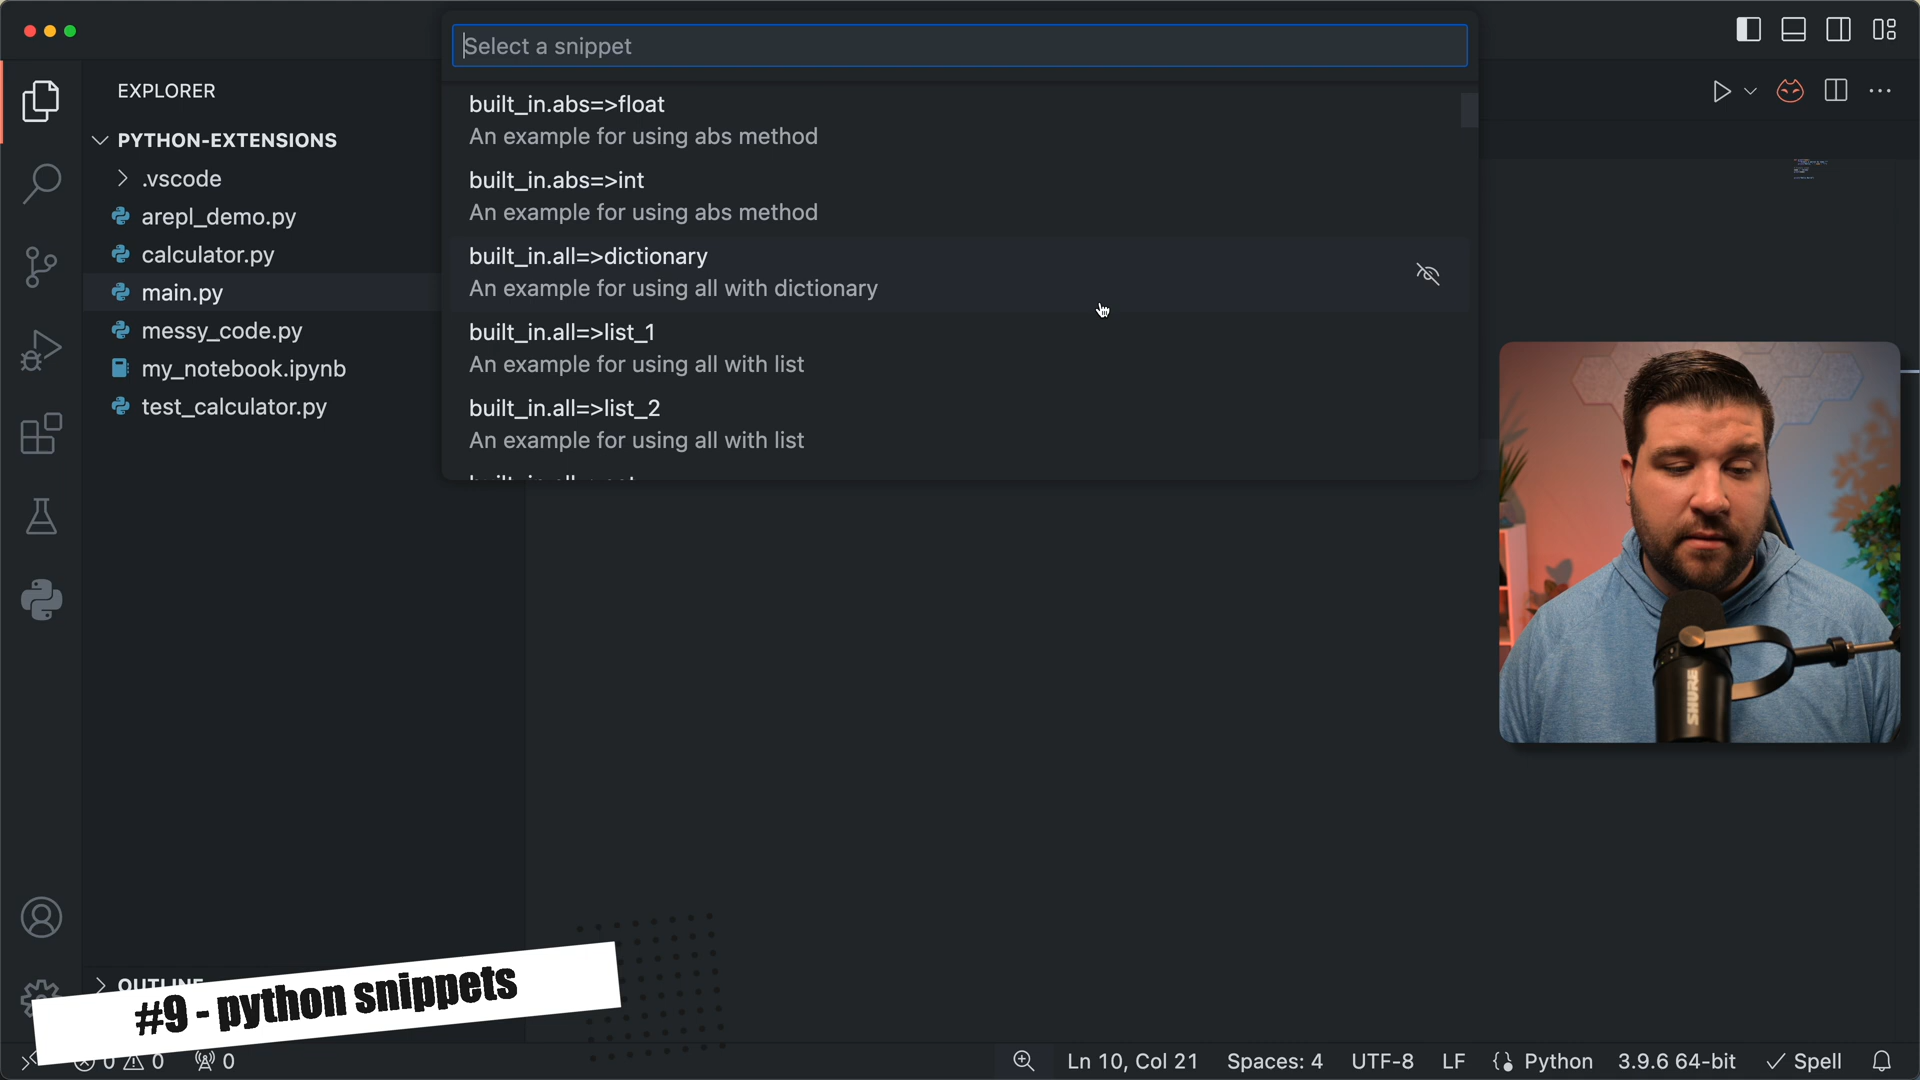 Select a snippet
EXPLORER
PYTHON-EXTENSIONS
.vscode
arepl_demo.py
calculator.py
main.py
messy_code.py
my_notebook.ipynb
test_calculator.py
built_in.abs=>float
An example for using abs method
built_in.abs=>int
An example for using abs method
built_in.all=>dictionary
An example for using all with dictionary
built_in.all=>list_1
An example for using all with list
built_in.all=>list_2
An example for using all with list
SHURE
OUTLINE
#9 - python snippets
0 0 0
Ln 10, Col 21 Spaces: 4 UTF-8 LF Python 3.9.6 64-bit Spell